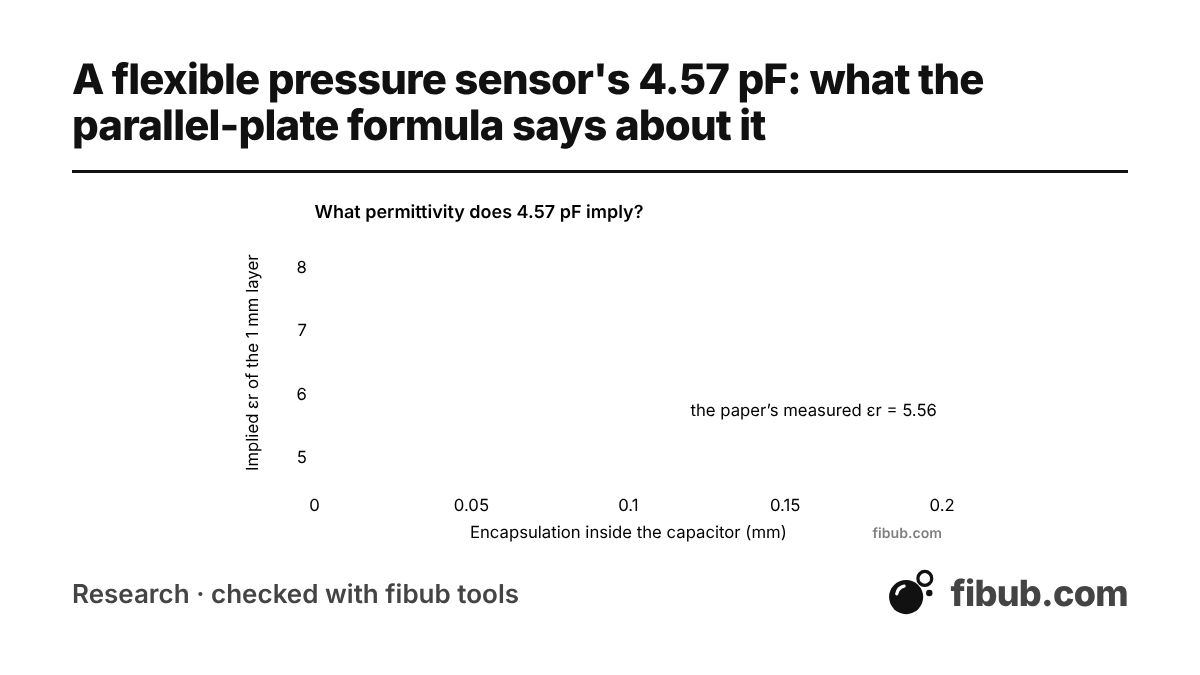 A flexible pressure sensor's 4.57 pF: what the
parallel-plate formula says about it
What permittivity does 4.57 pF imply?
Implied εr of the 1 mm layer
8
7
6
5
the paper’s measured εr = 5.56
0
0.05
0.1
0.15
0.2
Encapsulation inside the capacitor (mm)
fibub.com
Research · checked with fibub tools
fibub.com